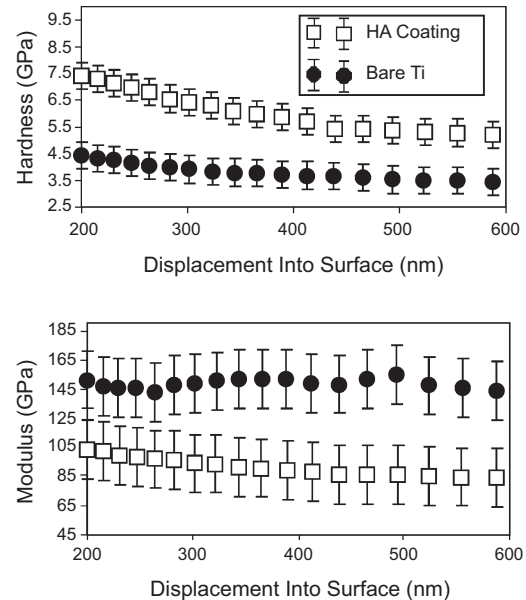 9.5
8.5
7.5
6.5
5.5
4.5
3.5
2.5
Hardness (GPa)
HA Coating
Bare Ti
200 300 400 500 600
Displacement Into Surface (nm)
185
165
145
125
105
85
65
45
Modulus (GPa)
200 300 400 500 600
Displacement Into Surface (nm)